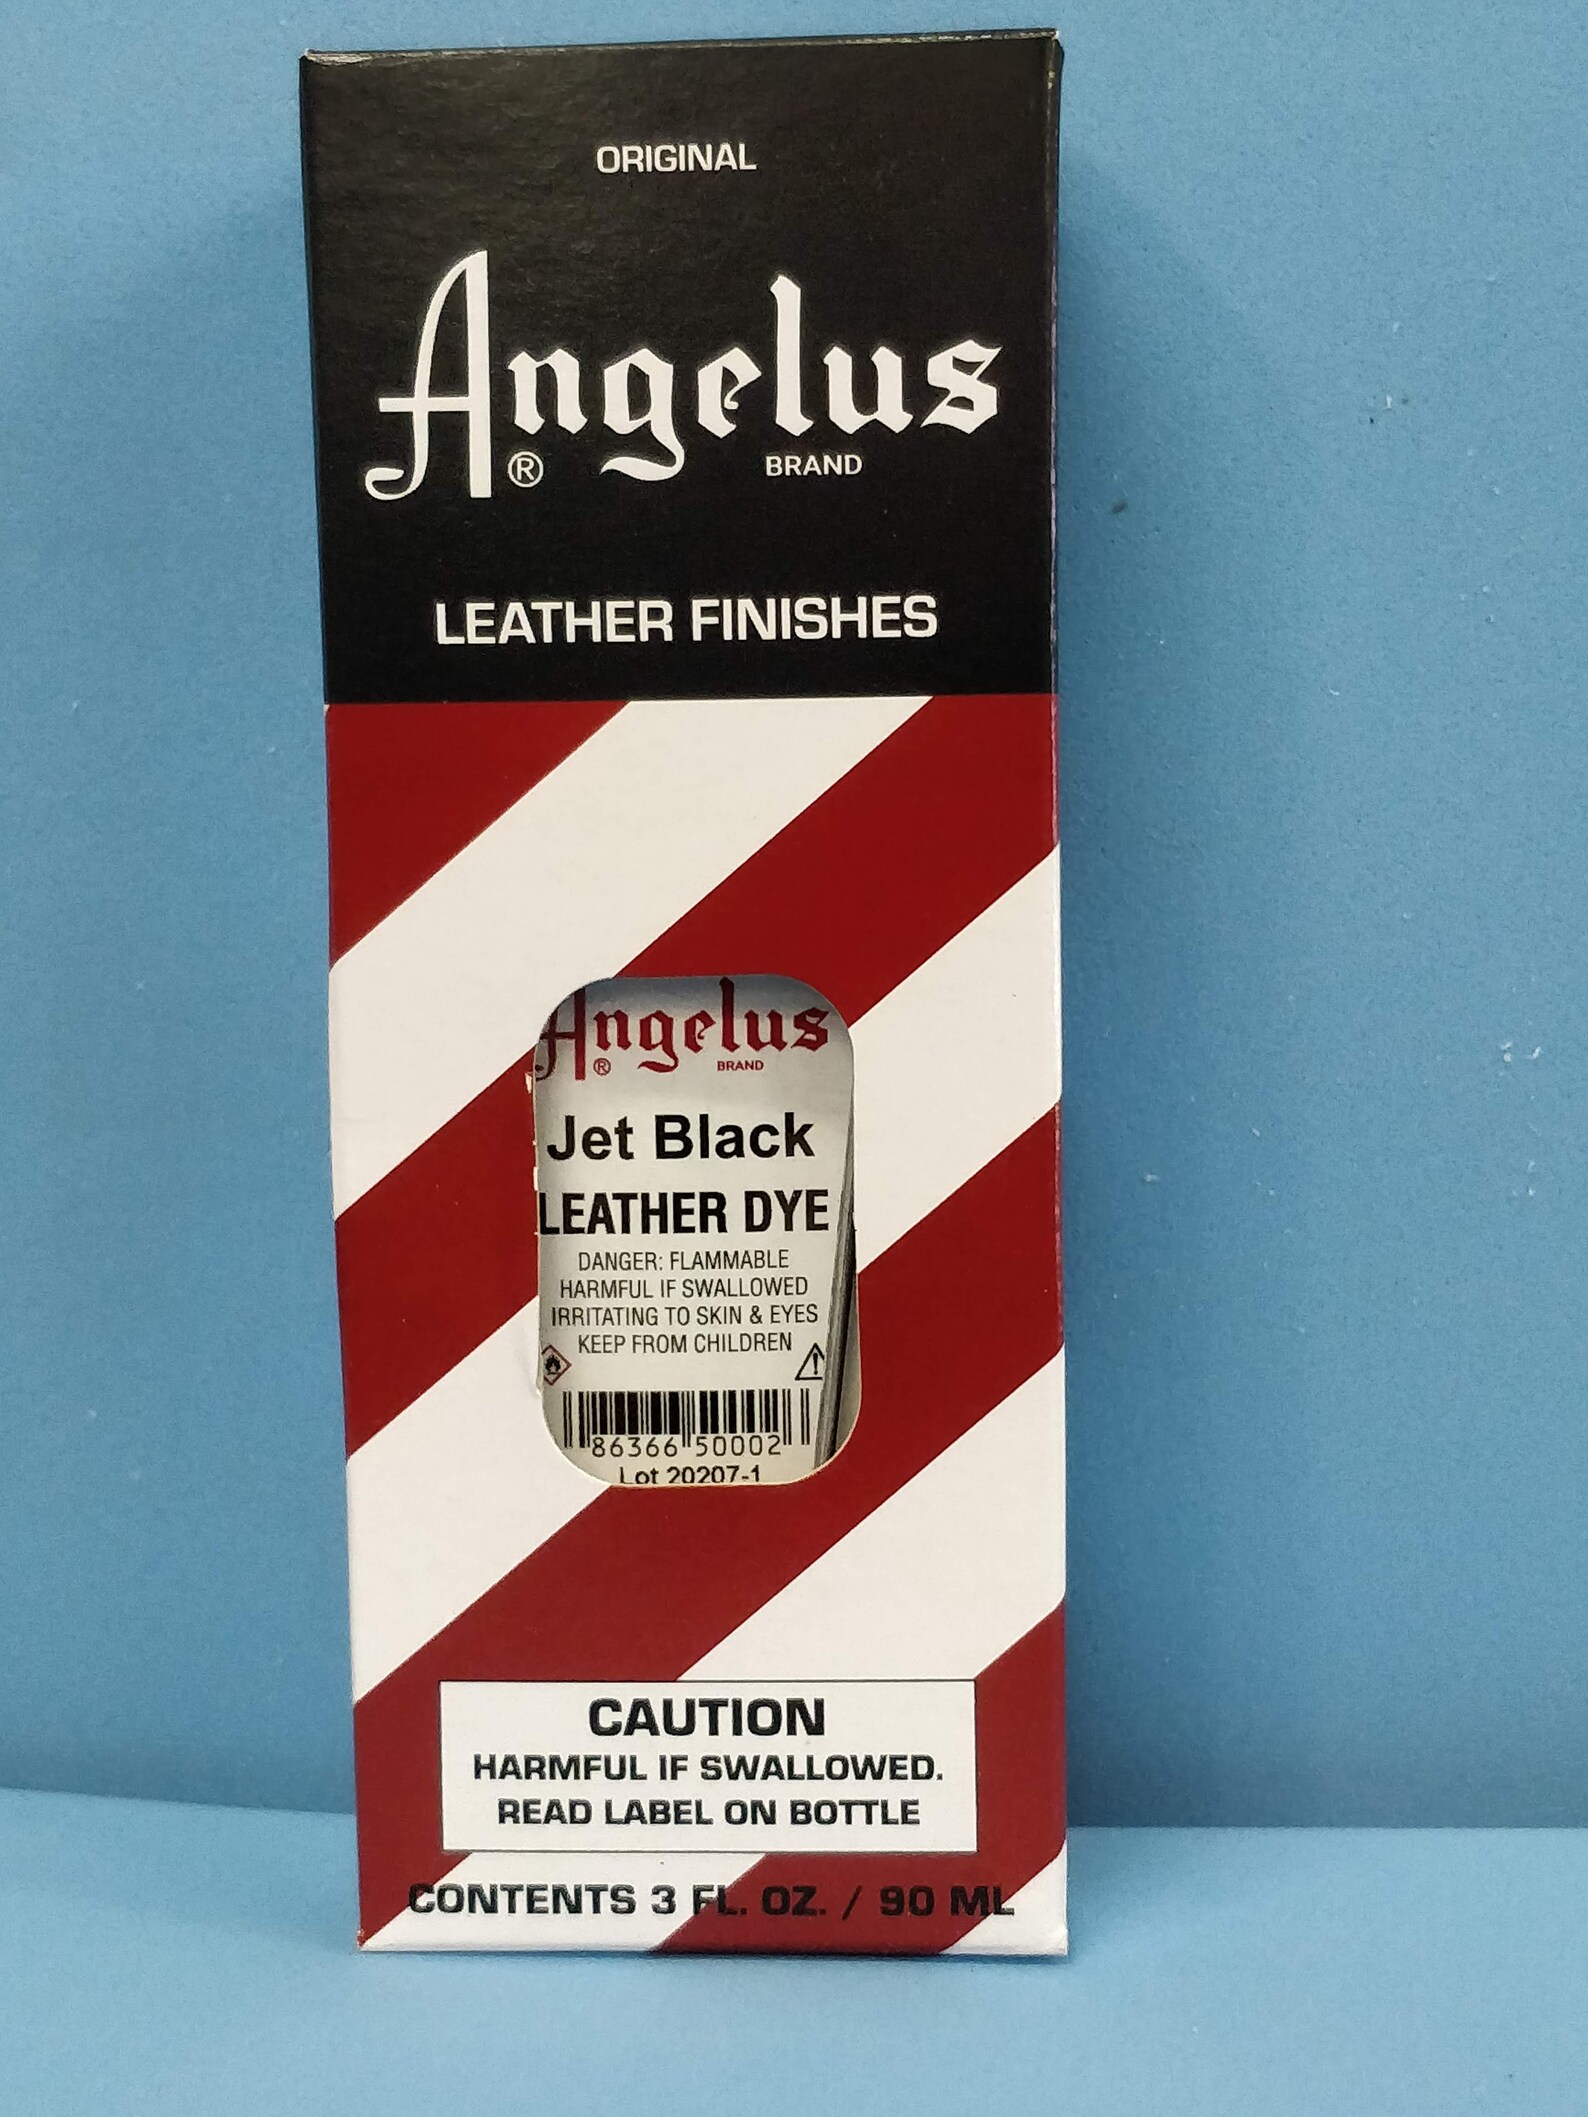 ORIGINAL
Angelus
® BRAND
LEATHER FINISHES
Angelus
® BRAND
Jet Black
LEATHER DYE
DANGER: FLAMMABLE
HARMFUL IF SWALLOWED
IRRITATING TO SKIN & EYES
KEEP FROM CHILDREN
86366 50002
Lot 20207-1
CAUTION
HARMFUL IF SWALLOWED.
READ LABEL ON BOTTLE
CONTENTS 3 FL. OZ. / 90 ML